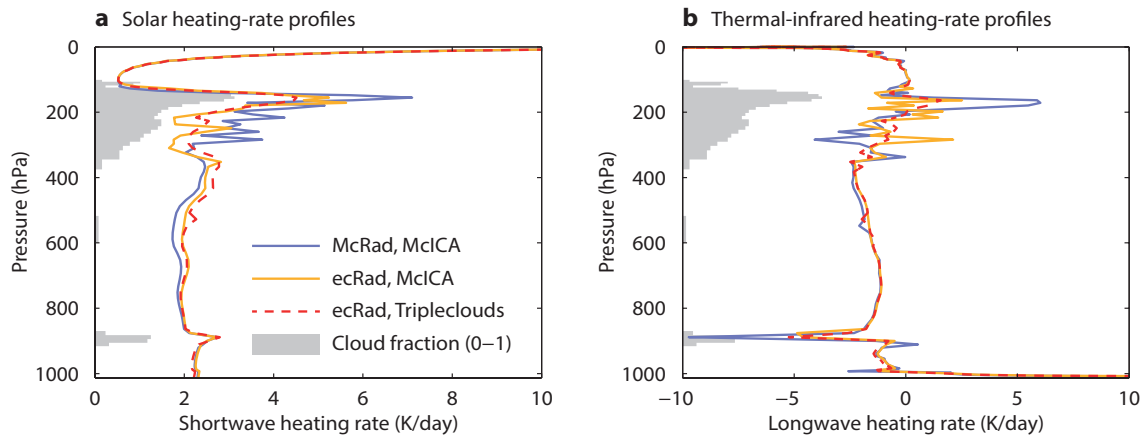 a Solar heating-rate profiles
0
200
400
600
800
1000
Pressure (hPa)
McRad, McICA
ecRad, McICA
ecRad, Tripleclouds
Cloud fraction (0−1)
0 2 4 6 8 10
Shortwave heating rate (K/day)
b Thermal-infrared heating-rate profiles
0
200
400
600
800
1000
Pressure (hPa)
−10 −5 0 5 10
Longwave heating rate (K/day)